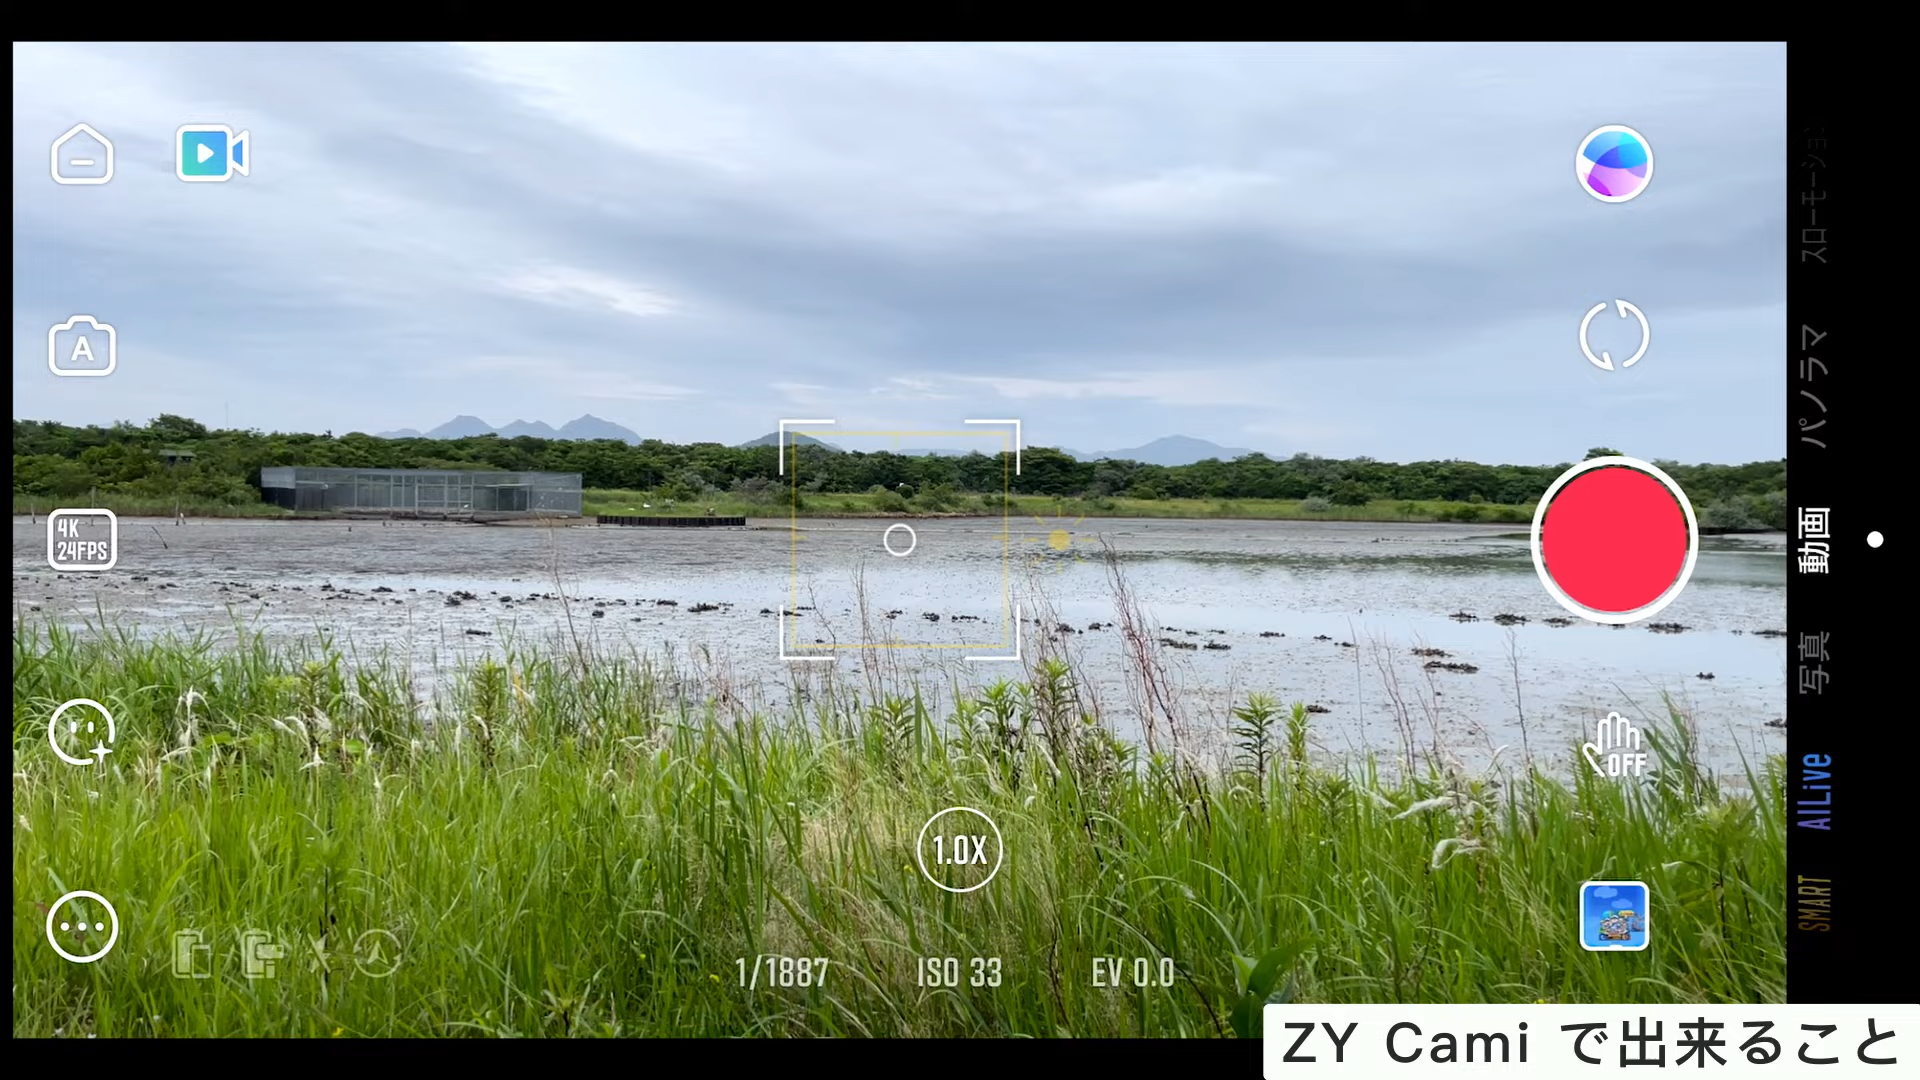 A
4K
24FPS
1.0X
1/1887
ISO 33
EV 0.0
OFF
スローモーション
パノラマ
動画
写真
AILive
SMART
ZY Cami で出来ること